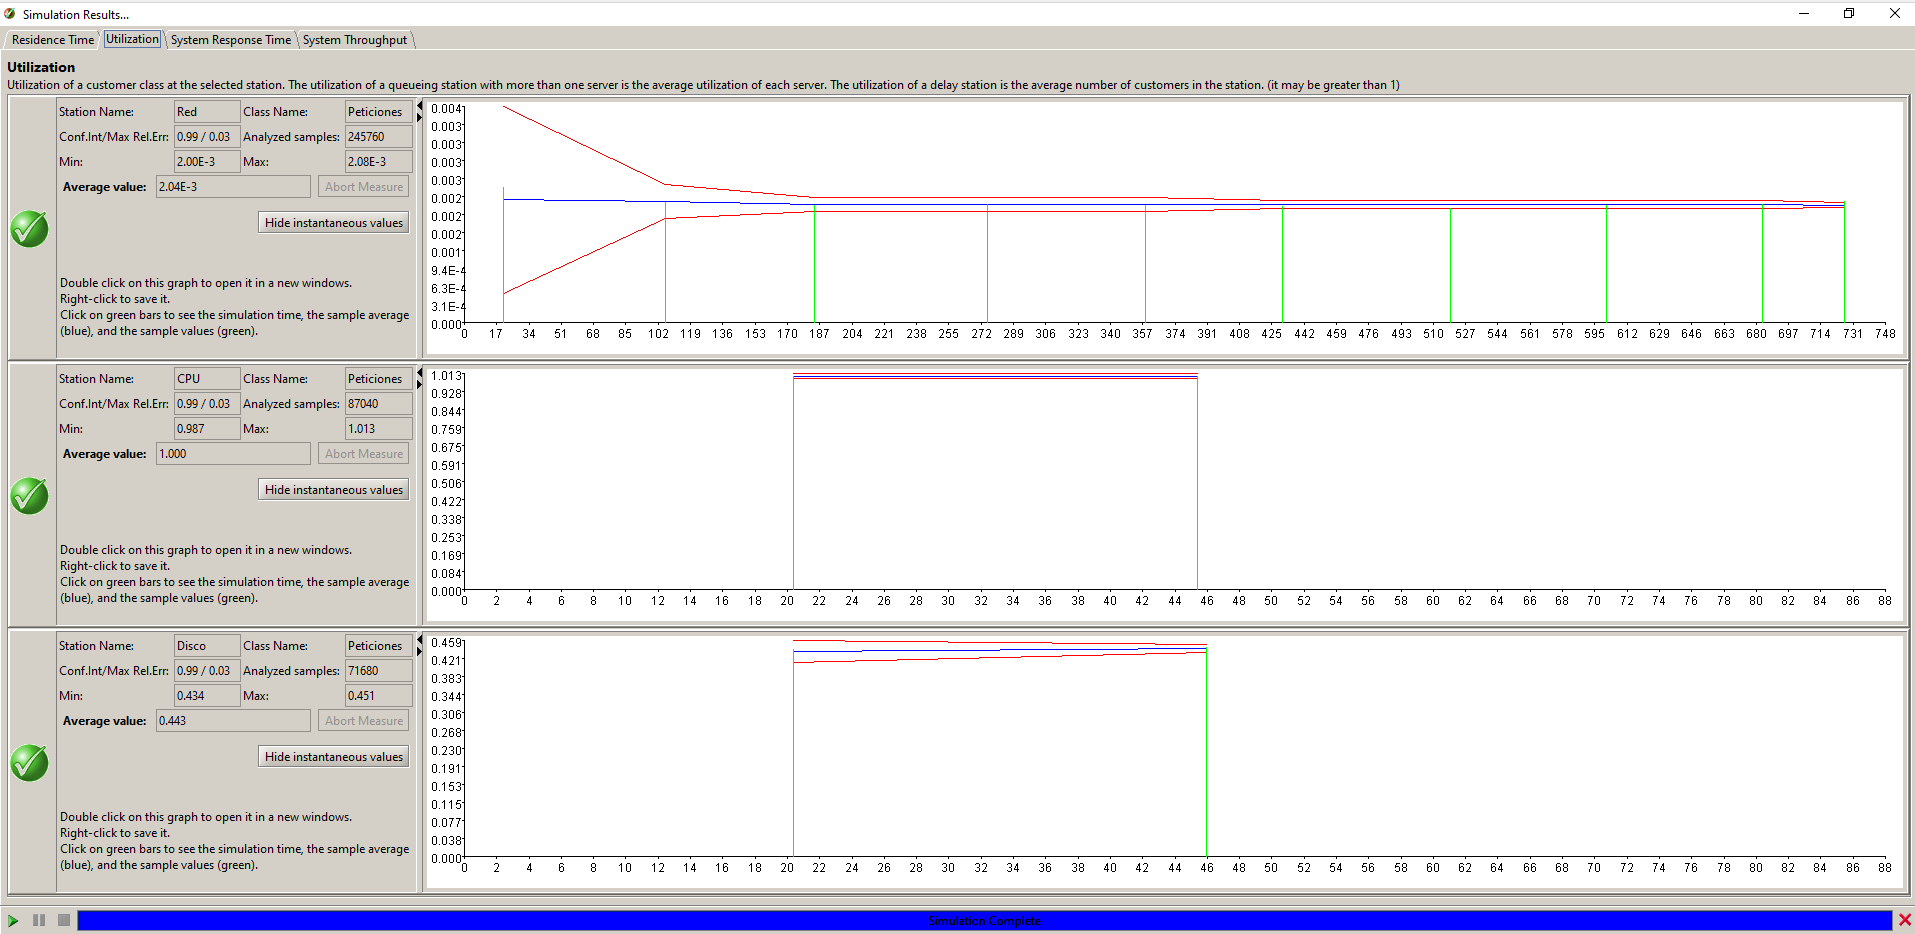 Simulation Results...
Residence Time Utilization System Response Time System Throughput
Utilization
Utilization of a customer class at the selected station. The utilization of a queueing station with more than one server is the average utilization of each server. The utilization of a delay station is the average number of customers in the station. (it may be greater than 1)
Station Name: Red Class Name: Peticiones
Conf.Int/Max Rel.Err: 0.99 / 0.03 Analyzed samples: 245760
Min: 2.00E-3 Max: 2.08E-3
Average value: 2.04E-3 Abort Measure
Hide instantaneous values
Double click on this graph to open it in a new windows.
Right-click to save it.
Click on green bars to see the simulation time, the sample average
(blue), and the sample values (green).
0.004
0.003
0.003
0.003
0.003
0.002
0.002
0.002
0.001
9.4E-4
6.3E-4
3.1E-4
0.000
0 17 34 51 68 85 102 119 136 153 170 187 204 221 238 255 272 289 306 323 340 357 374 391 408 425 442 459 476 493 510 527 544 561 578 595 612 629 646 663 680 697 714 731 748
Station Name: CPU Class Name: Peticiones
Conf.Int/Max Rel.Err: 0.99 / 0.03 Analyzed samples: 87040
Min: 0.987 Max: 1.013
Average value: 1.000 Abort Measure
Hide instantaneous values
Double click on this graph to open it in a new windows.
Right-click to save it.
Click on green bars to see the simulation time, the sample average
(blue), and the sample values (green).
1.013
0.928
0.844
0.759
0.675
0.591
0.506
0.422
0.338
0.253
0.169
0.084
0.000
0 2 4 6 8 10 12 14 16 18 20 22 24 26 28 30 32 34 36 38 40 42 44 46 48 50 52 54 56 58 60 62 64 66 68 70 72 74 76 78 80 82 84 86 88
Station Name: Disco Class Name: Peticiones
Conf.Int/Max Rel.Err: 0.99 / 0.03 Analyzed samples: 71680
Min: 0.434 Max: 0.451
Average value: 0.443 Abort Measure
Hide instantaneous values
Double click on this graph to open it in a new windows.
Right-click to save it.
Click on green bars to see the simulation time, the sample average
(blue), and the sample values (green).
0.459
0.421
0.383
0.344
0.306
0.268
0.230
0.191
0.153
0.115
0.077
0.038
0.000
0 2 4 6 8 10 12 14 16 18 20 22 24 26 28 30 32 34 36 38 40 42 44 46 48 50 52 54 56 58 60 62 64 66 68 70 72 74 76 78 80 82 84 86 88
Simulation Complete